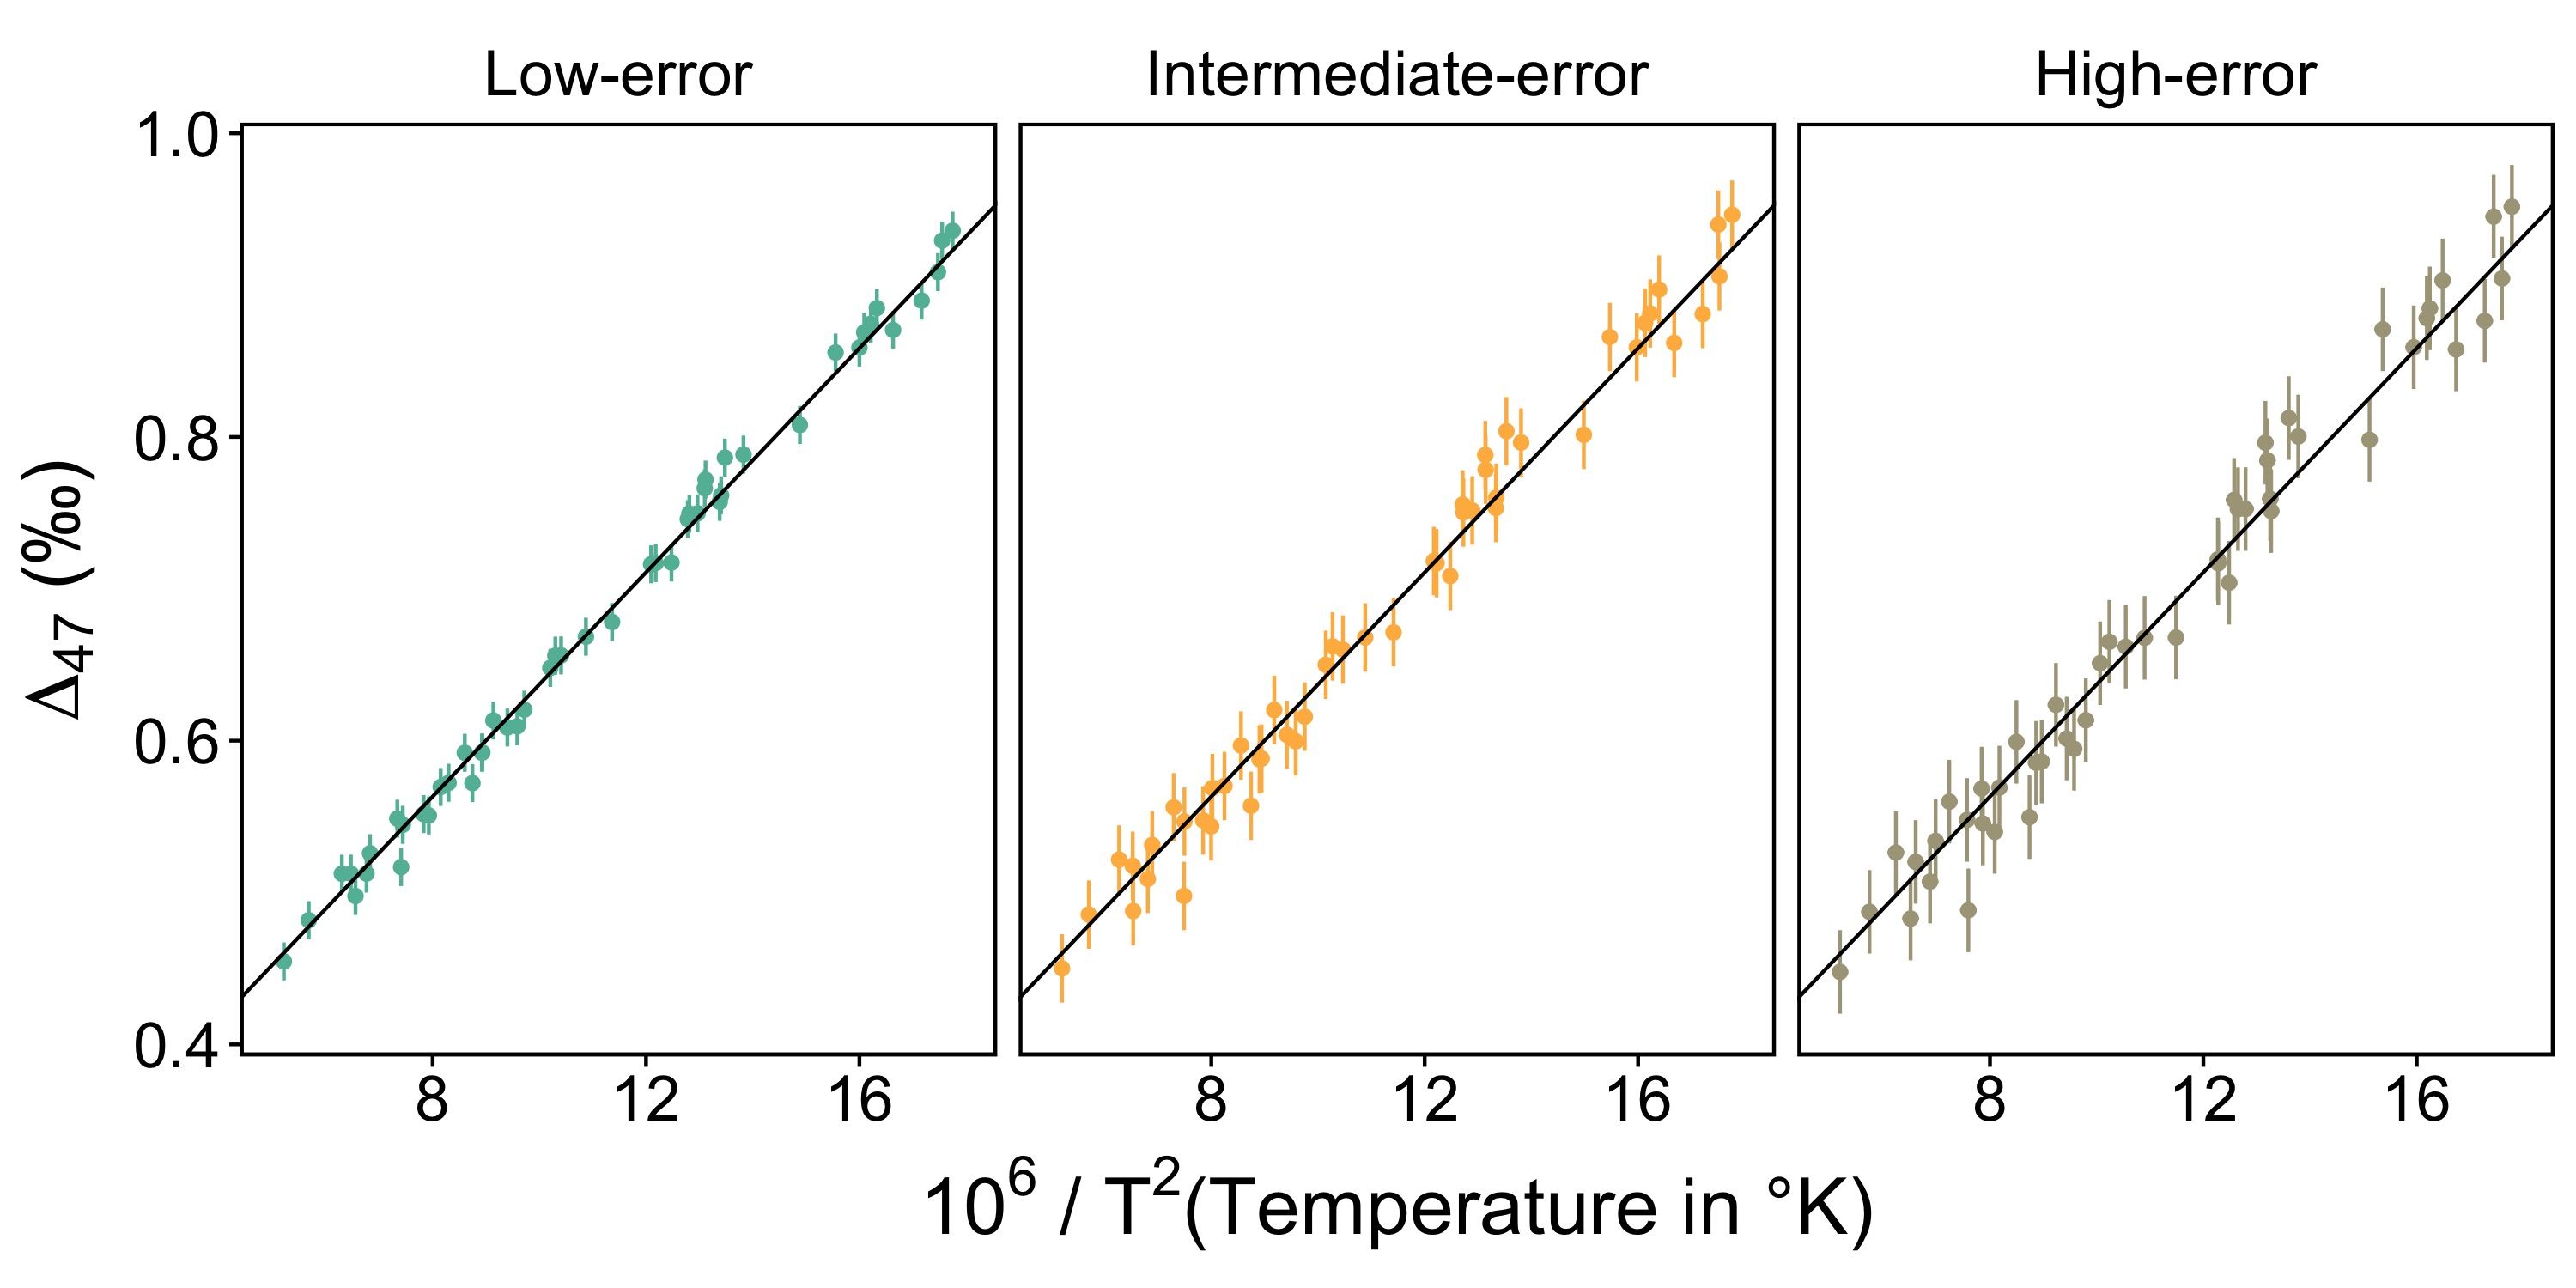 Low-error Intermediate-error High-error
1.0
0.8
0.6
0.4
Δ47 (‰)
8 12 16 8 12 16 8 12 16
10^6 / T^2(Temperature in °K)